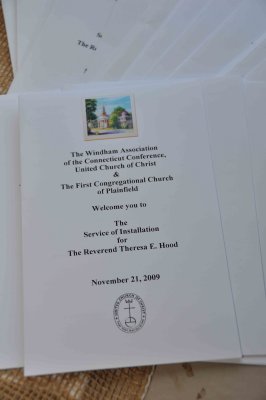 The Windham Association
of the Connecticut Conference,
United Church of Christ
&
The First Congregational Church
of Plainfield
Welcome you to
The
Service of Installation
for
The Reverend Theresa E. Hood
November 21, 2009